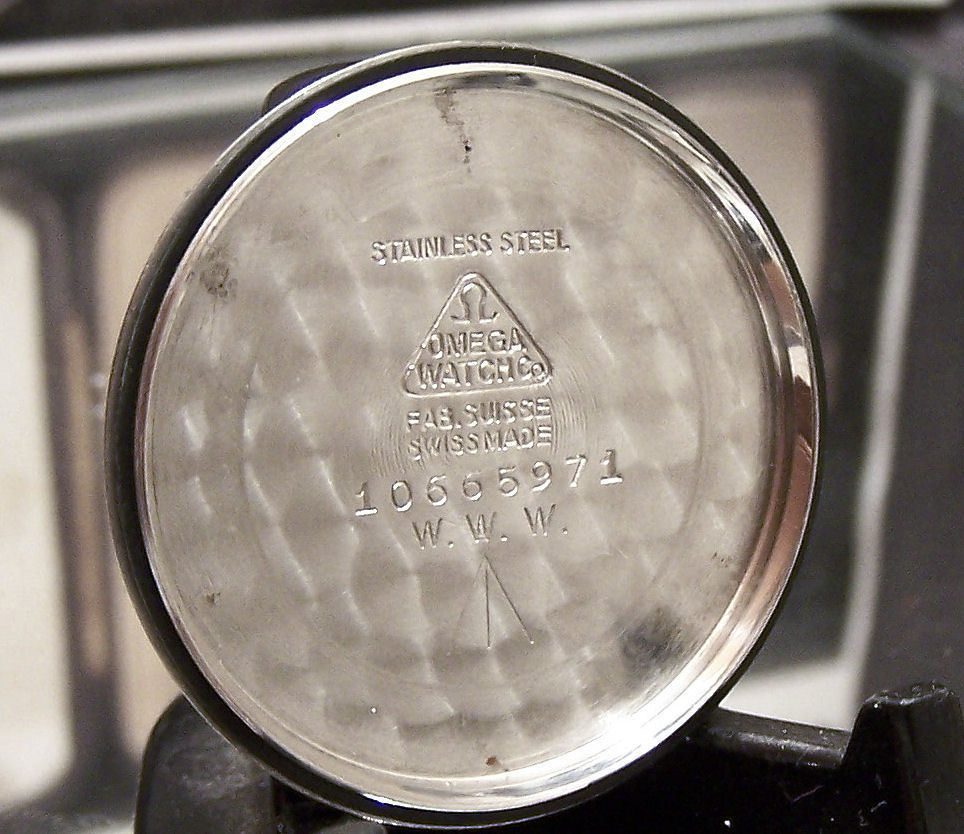 STAINLESS STEEL
Ω
OMEGA
WATCH Co
FAB. SUISSE
SWISS MADE
10665971
W. W. W.